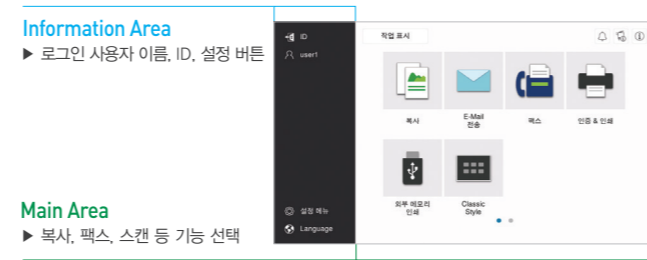 Information Area
▶ 로그인 사용자 이름, ID, 설정 버튼
Main Area
▶ 복사, 팩스, 스캔 등 기능 선택
ID
user1
설정 메뉴
Language
작업 표시
복사
E-Mail
전송
팩스
인증 & 인쇄
외부 메모리
인쇄
Classic
Style